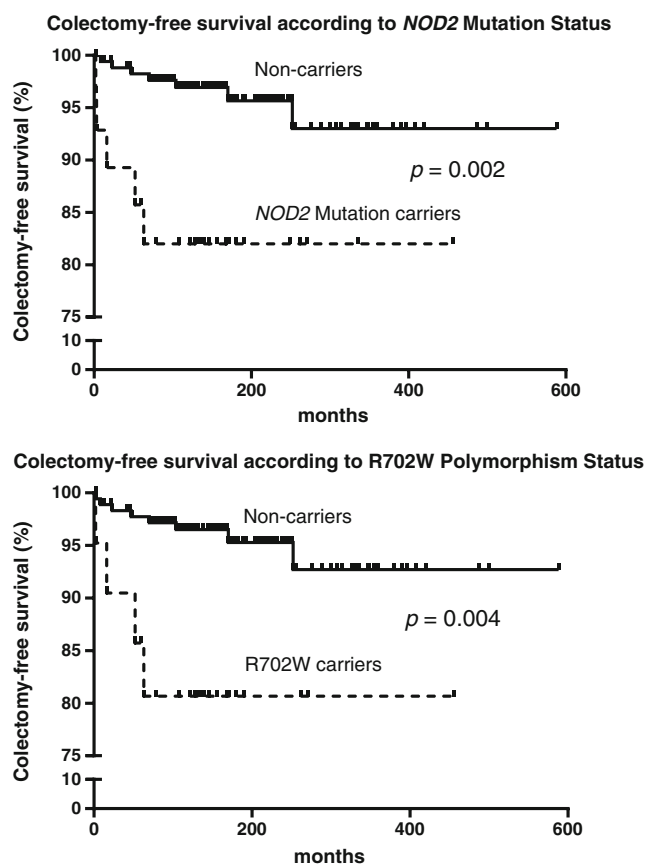 Colectomy-free survival according to NOD2 Mutation Status
Colectomy-free survival (%)
100
95
90
85
80
75
10
0
Non-carriers
p = 0.002
NOD2 Mutation carriers
0 200 400 600
months
Colectomy-free survival according to R702W Polymorphism Status
Colectomy-free survival (%)
100
95
90
85
80
75
10
0
Non-carriers
p = 0.004
R702W carriers
0 200 400 600
months